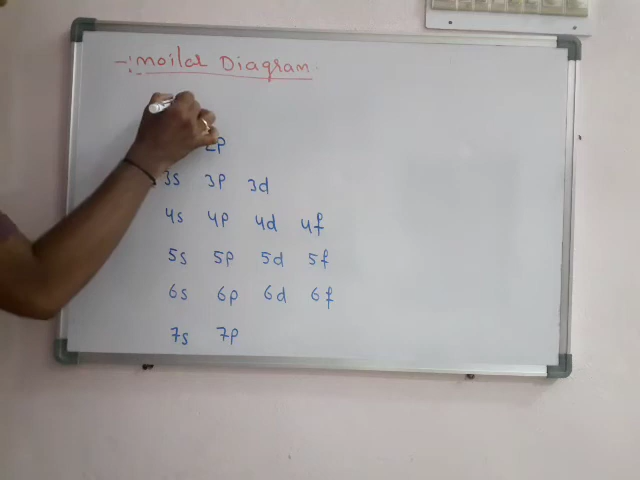 -:moilar Diagram
2p
3s 3p 3d
4s 4p 4d 4f
5s 5p 5d 5f
6s 6p 6d 6f
7s 7p